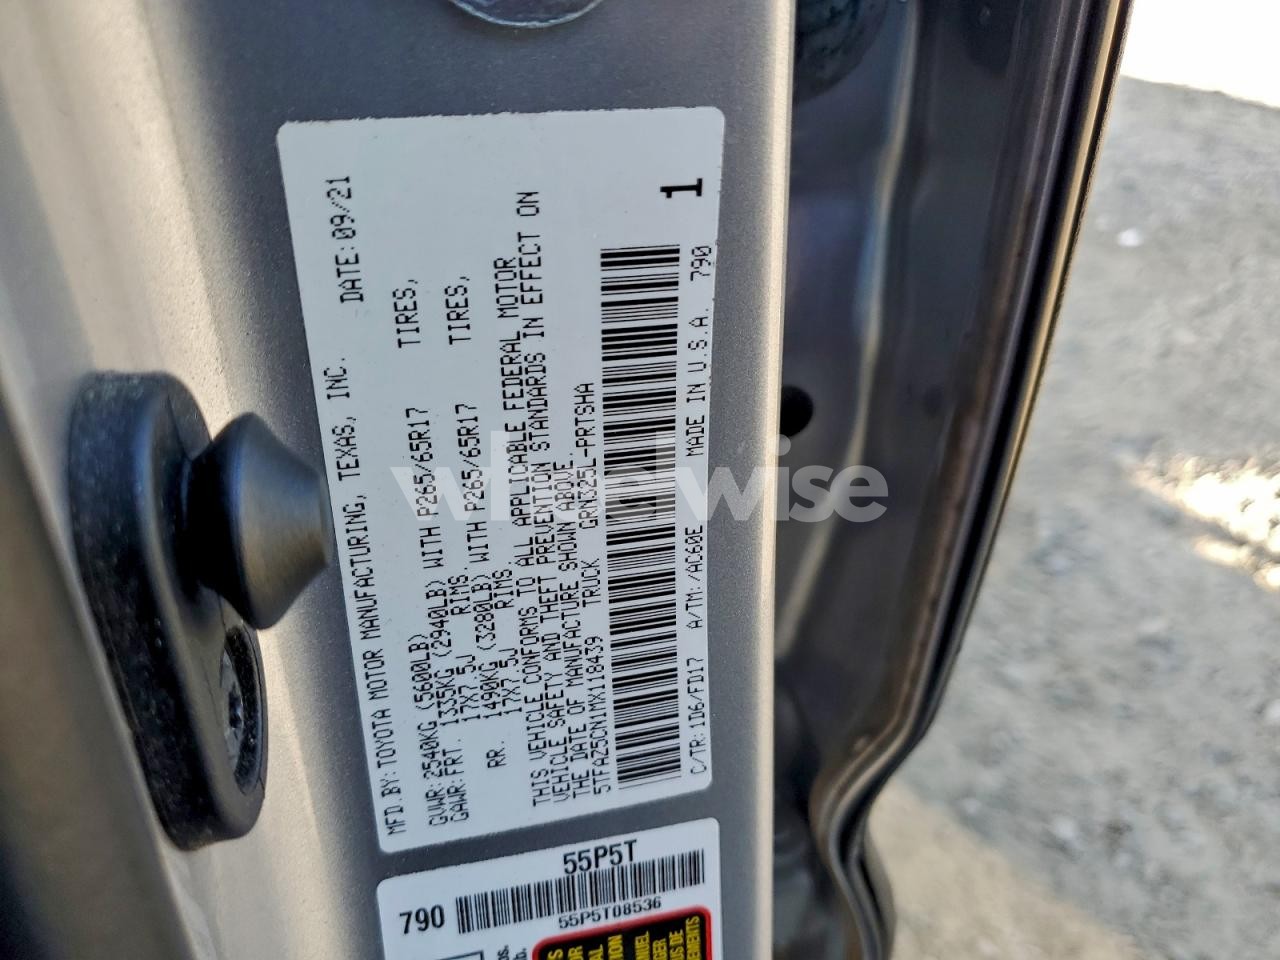 MFD.BY:TOYOTA MOTOR MANUFACTURING, TEXAS, INC. DATE:09/21
GVWR:2540KG (5600LB)
GAWR:FRT. 1335KG (2940LB) WITH P265/65R17 TIRES,
17X7.5J RIMS
RR. 1490KG (3280LB) WITH P265/65R17 TIRES,
17X7.5J RIMS
THIS VEHICLE CONFORMS TO ALL APPLICABLE FEDERAL MOTOR
VEHICLE SAFETY AND THEFT PREVENTION STANDARDS IN EFFECT ON
THE DATE OF MANUFACTURE SHOWN ABOVE.
5TFAZ5CN1MX118439 TRUCK GRN325L-PRTSHA
1
C/TR:1D6/FD17 A/TM:/AC60E MADE IN U.S.A. 790
55P5T
790
55P5T08536
wheelwise